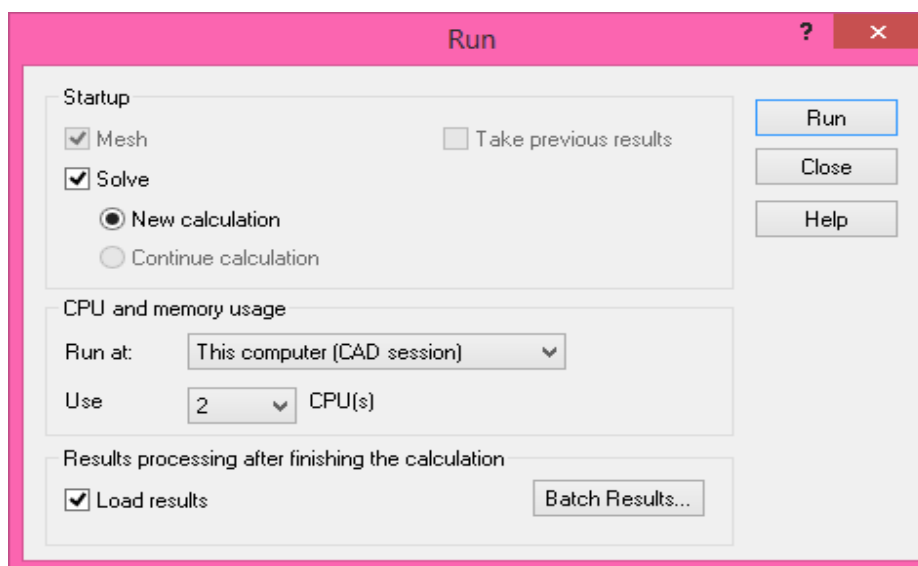 Run
?
Startup
Mesh
Take previous results
Solve
New calculation
Continue calculation
CPU and memory usage
Run at: This computer (CAD session)
Use 2 CPU(s)
Results processing after finishing the calculation
Load results
Batch Results...
Run
Close
Help